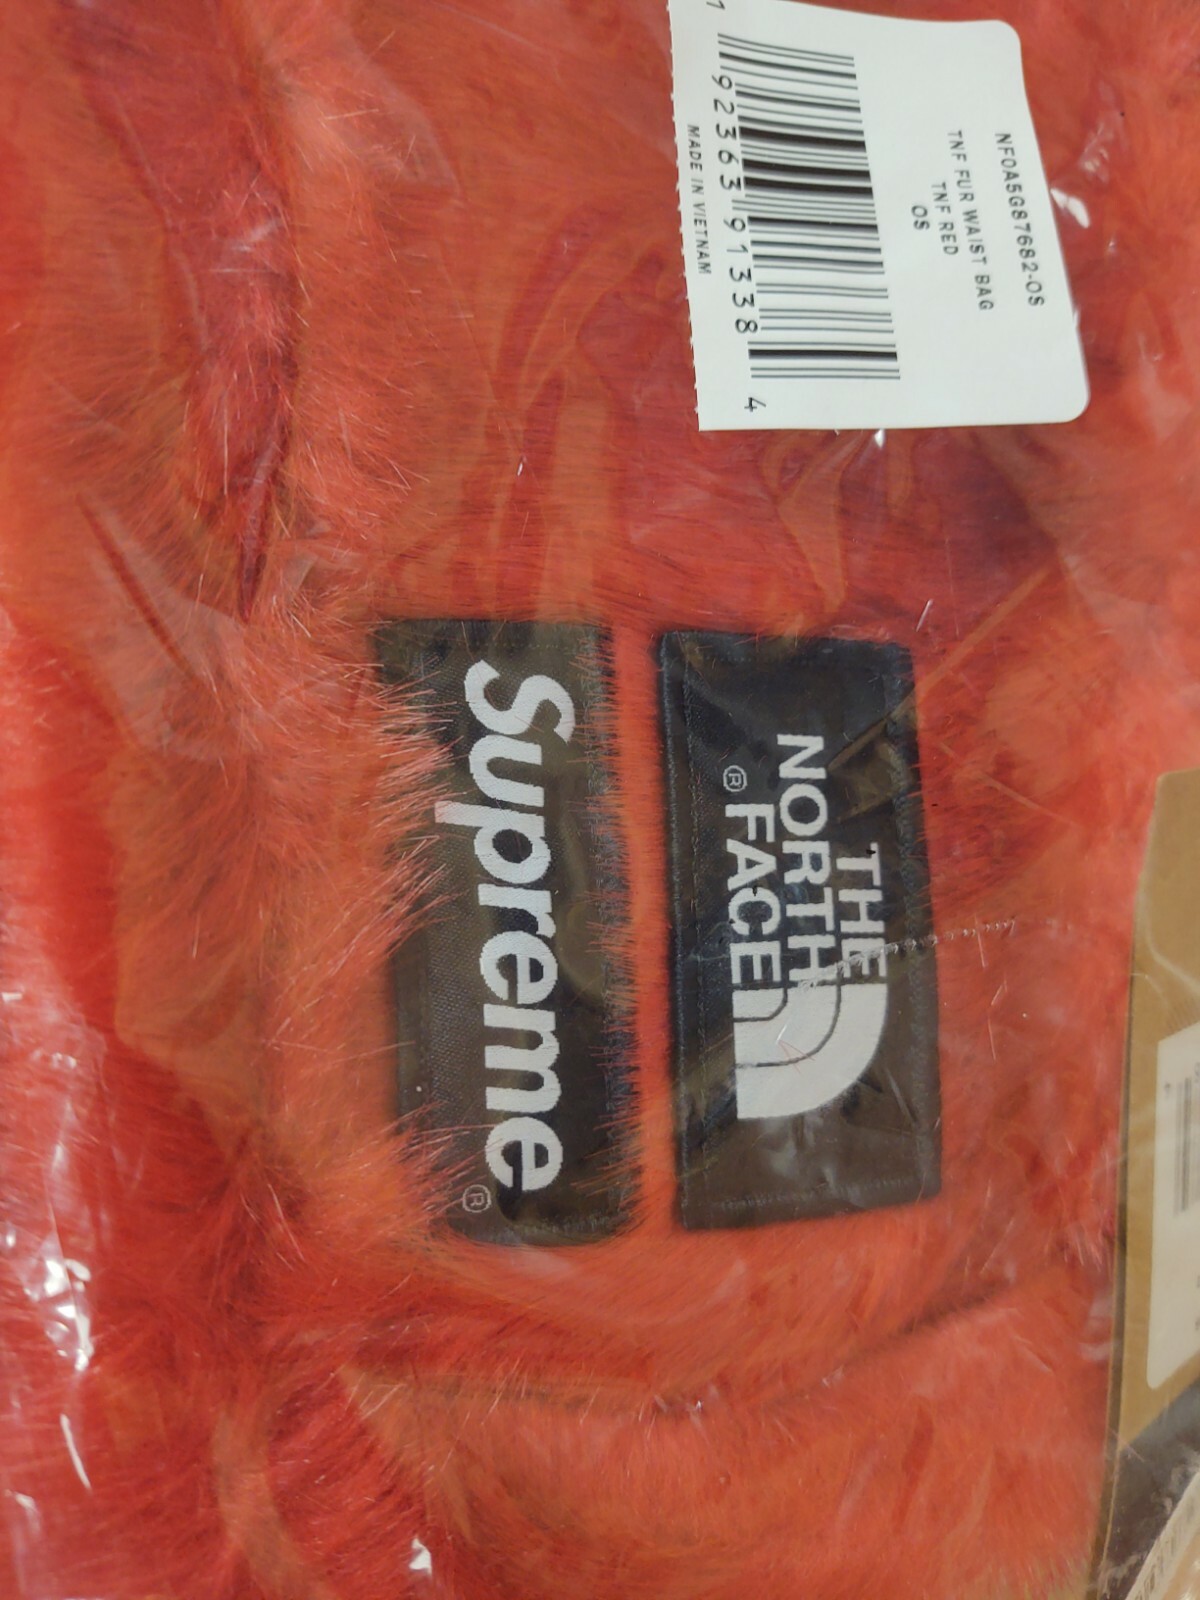 NF0A5G87682-OS
TNF FUR WAIST BAG
TNF RED
OS
1 92363 91338 4
MADE IN VIETNAM
THE
NORTH
FACE®
Supreme®